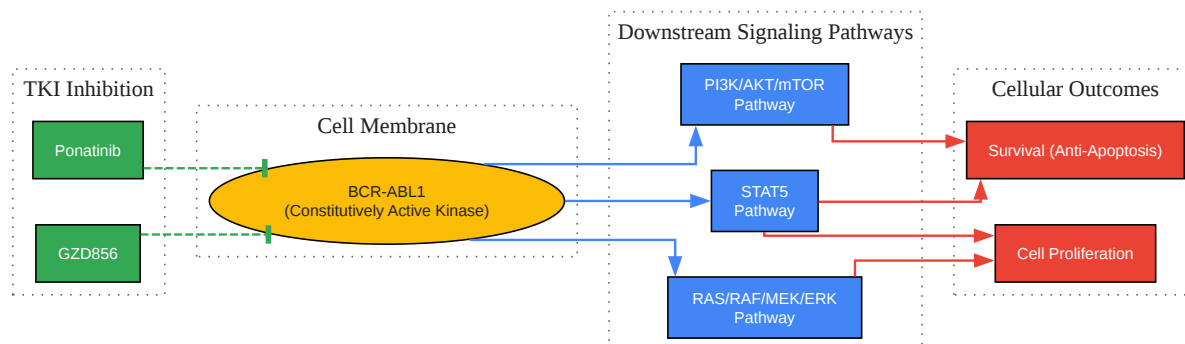 TKI Inhibition
Ponatinib
GZD856
Cell Membrane
BCR-ABL1
(Constitutively Active Kinase)
Downstream Signaling Pathways
PI3K/AKT/mTOR
Pathway
STAT5
Pathway
RAS/RAF/MEK/ERK
Pathway
Cellular Outcomes
Survival (Anti-Apoptosis)
Cell Proliferation